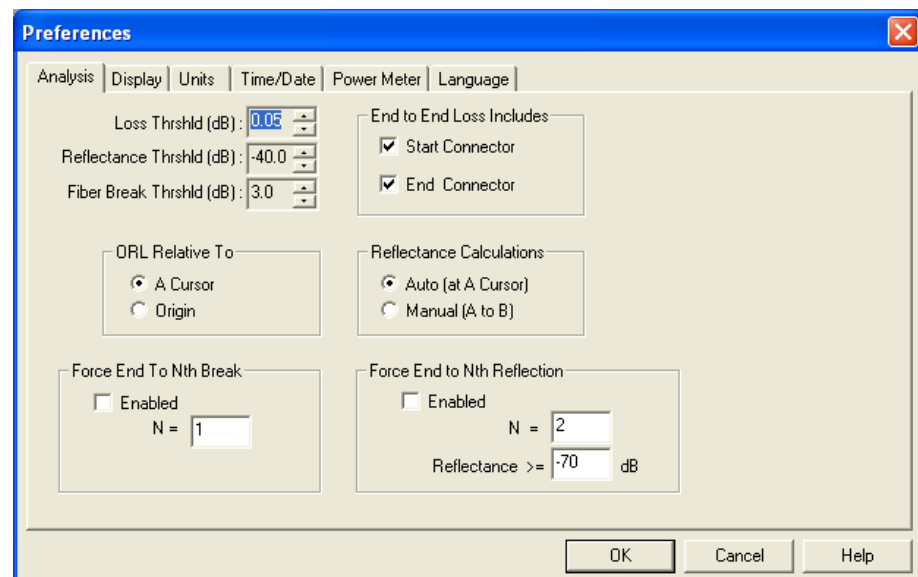 Preferences
Analysis Display Units Time/Date Power Meter Language
Loss Thrshld (dB) : 0.05
Reflectance Thrshld (dB) : -40.0
Fiber Break Thrshld (dB) : 3.0
End to End Loss Includes
Start Connector
End Connector
ORL Relative To
A Cursor
Origin
Reflectance Calculations
Auto (at A Cursor)
Manual (A to B)
Force End To Nth Break
Enabled
N = 1
Force End to Nth Reflection
Enabled
N = 2
Reflectance >= -70 dB
OK Cancel Help